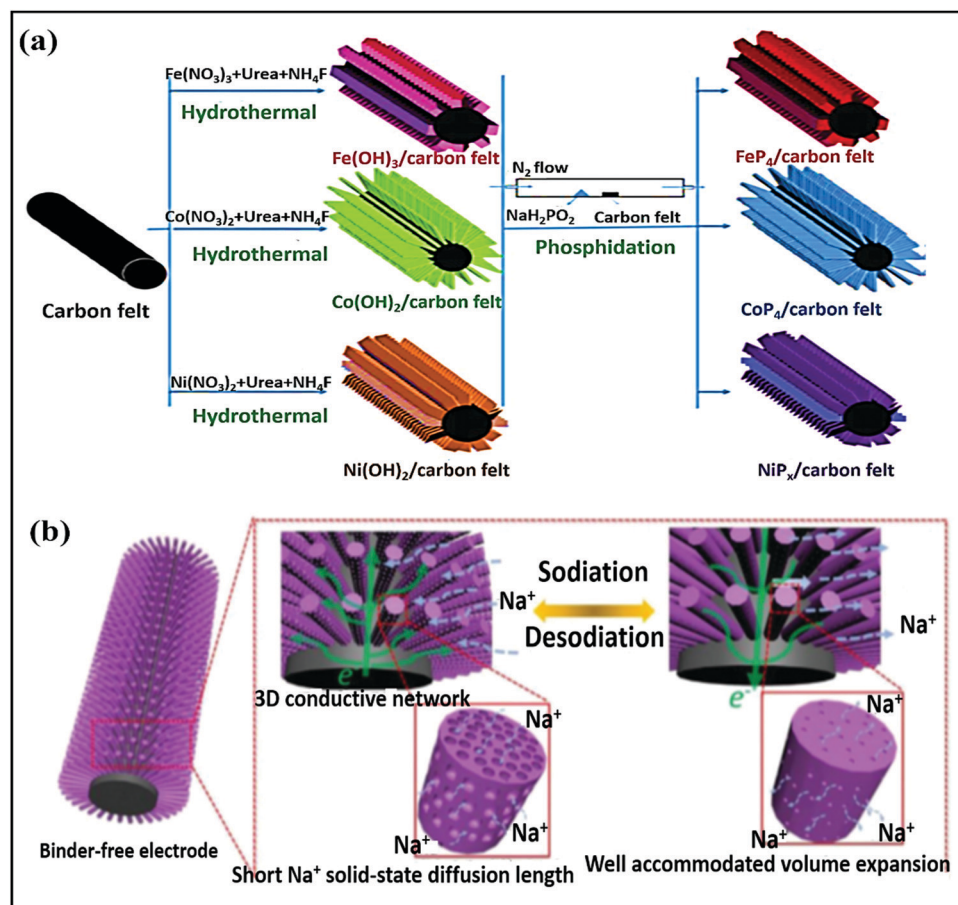 (a)
Fe(NO₃)₃+Urea+NH₄F
Hydrothermal
Fe(OH)₃/carbon felt
FeP₄/carbon felt
N₂ flow
NaH₂PO₂
Carbon felt
Co(NO₃)₂+Urea+NH₄F
Hydrothermal
Phosphidation
Carbon felt
Co(OH)₂/carbon felt
CoP₄/carbon felt
Ni(NO₃)₂+Urea+NH₄F
Hydrothermal
Ni(OH)₂/carbon felt
NiPₓ/carbon felt
(b)
Sodiation
Na⁺
Desodiation
Na⁺
e⁻
e⁻
3D conductive network
Na⁺
Na⁺
Na⁺
Na⁺
Na⁺
Na⁺
Binder-free electrode
Short Na⁺ solid-state diffusion length
Well accommodated volume expansion